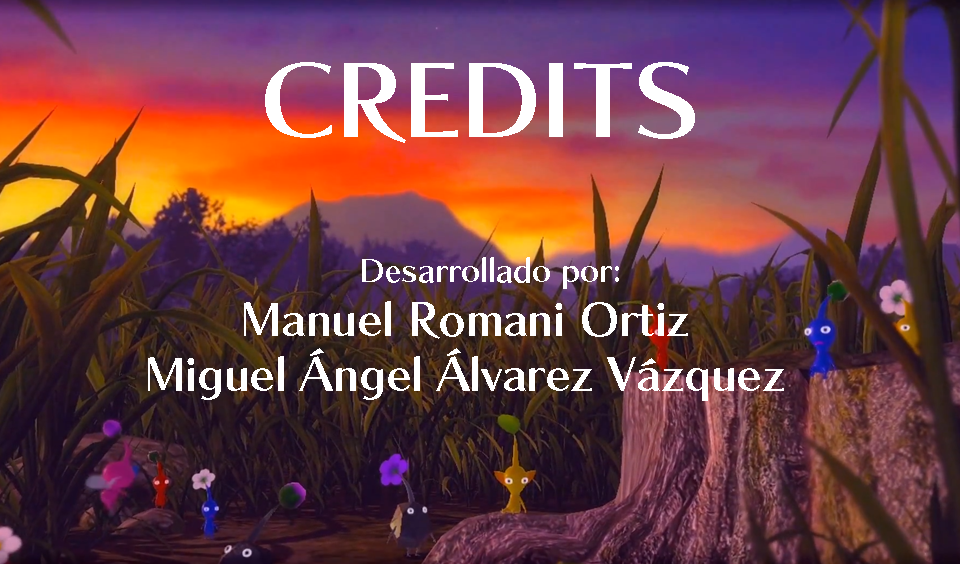 CREDITS
Desarrollado por:
Manuel Romani Ortiz
Miguel Ángel Álvarez Vázquez